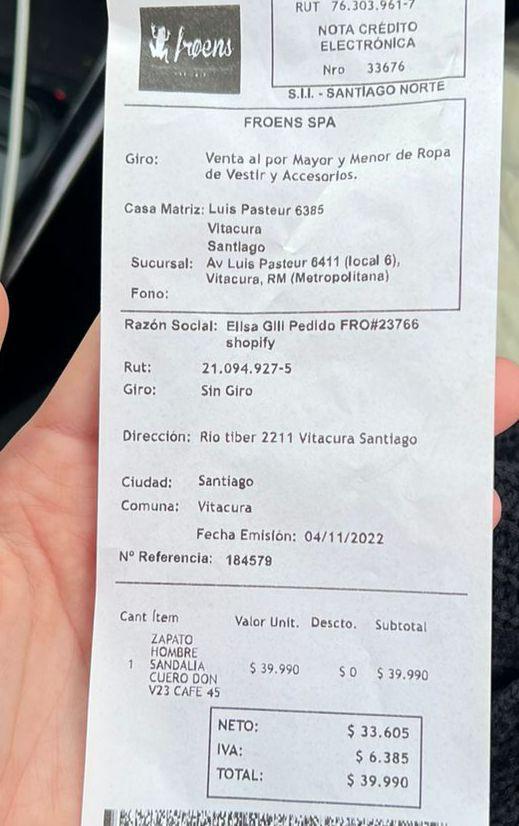 froens
RUT 76.303.961-7
NOTA CRÉDITO
ELECTRÓNICA
Nro 33676
S.I.I. - SANTIAGO NORTE
FROENS SPA
Giro: Venta al por Mayor y Menor de Ropa
de Vestir y Accesorios.
Casa Matriz: Luis Pasteur 6385
Vitacura
Santiago
Sucursal: Av Luis Pasteur 6411 (local 6),
Vitacura, RM (Metropolitana)
Fono:
Razón Social: Elisa Gili Pedido FRO#23766
shopify
Rut: 21.094.927-5
Giro: Sin Giro
Dirección: Rio tiber 2211 Vitacura Santiago
Ciudad: Santiago
Comuna: Vitacura
Fecha Emisión: 04/11/2022
Nº Referencia: 184579
Cant Ítem Valor Unit. Descto. Subtotal
ZAPATO
HOMBRE
1 SANDALIA $ 39.990 $ 0 $ 39.990
CUERO DON
V23 CAFE 45
NETO: $ 33.605
IVA: $ 6.385
TOTAL: $ 39.990